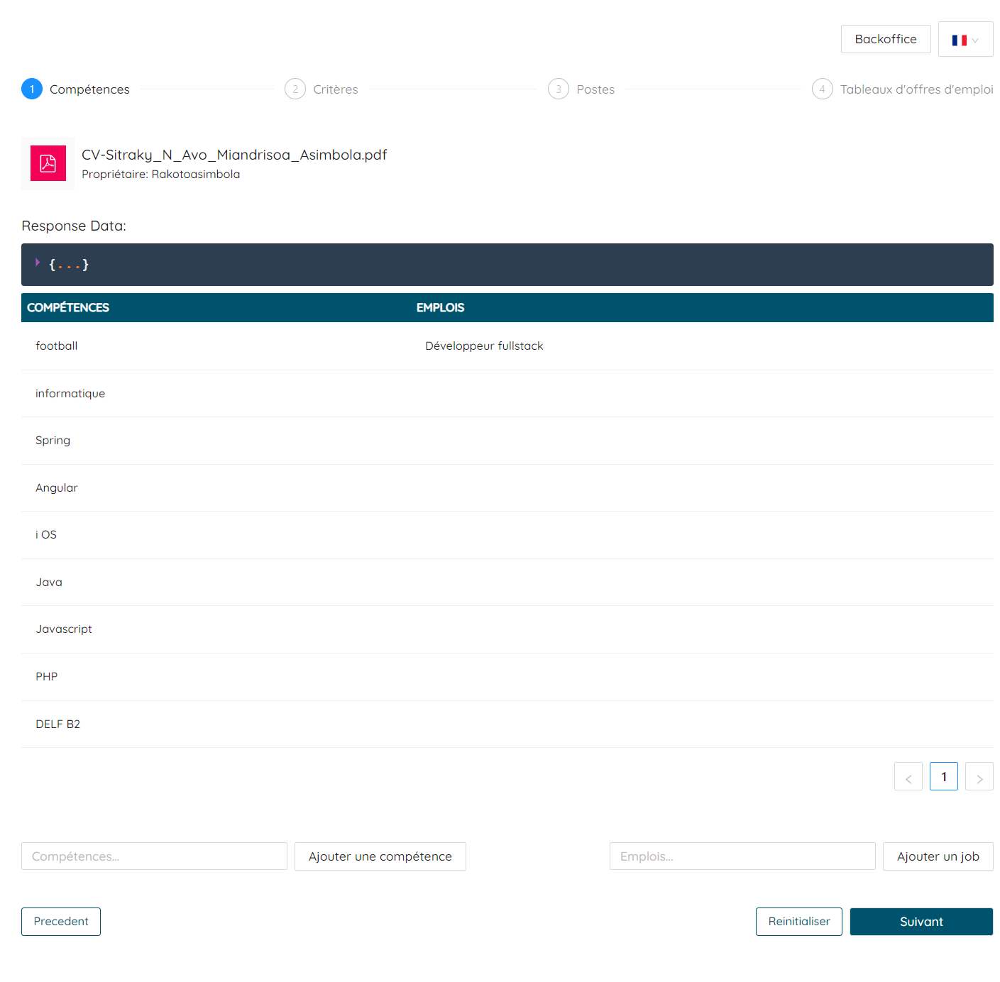 Backoffice
1 Compétences 2 Critères 3 Postes 4 Tableaux d'offres d'emploi
CV-Sitraky_N_Avo_Miandrisoa_Asimbola.pdf
Propriétaire: Rakotoasimbola
Response Data:
{...}
COMPÉTENCES EMPLOIS
football Développeur fullstack
informatique
Spring
Angular
i OS
Java
Javascript
PHP
DELF B2
< 1 >
Compétences... Ajouter une compétence Emplois... Ajouter un job
Precedent Reinitialiser Suivant